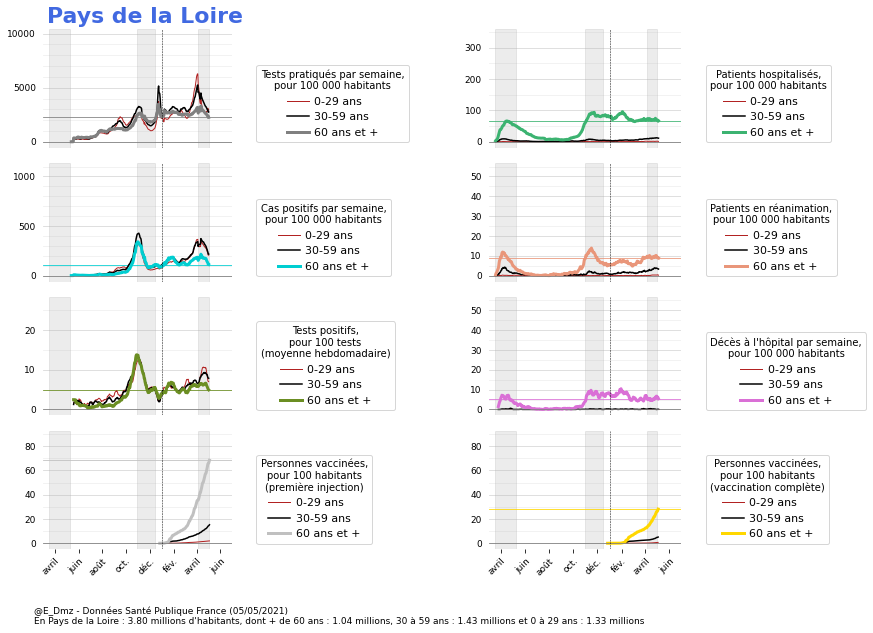 Pays de la Loire
10000
5000
0
Tests pratiqués par semaine,
pour 100 000 habitants
0-29 ans
30-59 ans
60 ans et +
300
200
100
0
Patients hospitalisés,
pour 100 000 habitants
0-29 ans
30-59 ans
60 ans et +
1000
500
0
Cas positifs par semaine,
pour 100 000 habitants
0-29 ans
30-59 ans
60 ans et +
50
40
30
20
10
0
Patients en réanimation,
pour 100 000 habitants
0-29 ans
30-59 ans
60 ans et +
20
10
0
Tests positifs,
pour 100 tests
(moyenne hebdomadaire)
0-29 ans
30-59 ans
60 ans et +
50
40
30
20
10
0
Décès à l'hôpital par semaine,
pour 100 000 habitants
0-29 ans
30-59 ans
60 ans et +
80
60
40
20
0
Personnes vaccinées,
pour 100 habitants
(première injection)
0-29 ans
30-59 ans
60 ans et +
avril
juin
août
oct.
déc.
fév.
avril
juin
80
60
40
20
0
Personnes vaccinées,
pour 100 habitants
(vaccination complète)
0-29 ans
30-59 ans
60 ans et +
avril
juin
août
oct.
déc.
fév.
avril
juin
@E_Dmz - Données Santé Publique France (05/05/2021)
En Pays de la Loire : 3.80 millions d'habitants, dont + de 60 ans : 1.04 millions, 30 à 59 ans : 1.43 millions et 0 à 29 ans : 1.33 millions